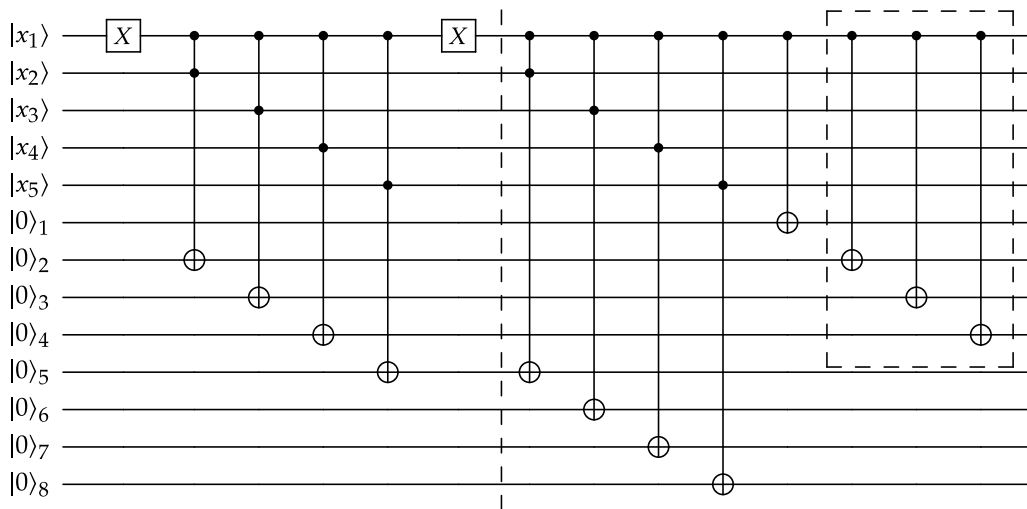 |x₁⟩ X X
|x₂⟩
|x₃⟩
|x₄⟩
|x₅⟩
|0⟩₁
|0⟩₂
|0⟩₃
|0⟩₄
|0⟩₅
|0⟩₆
|0⟩₇
|0⟩₈